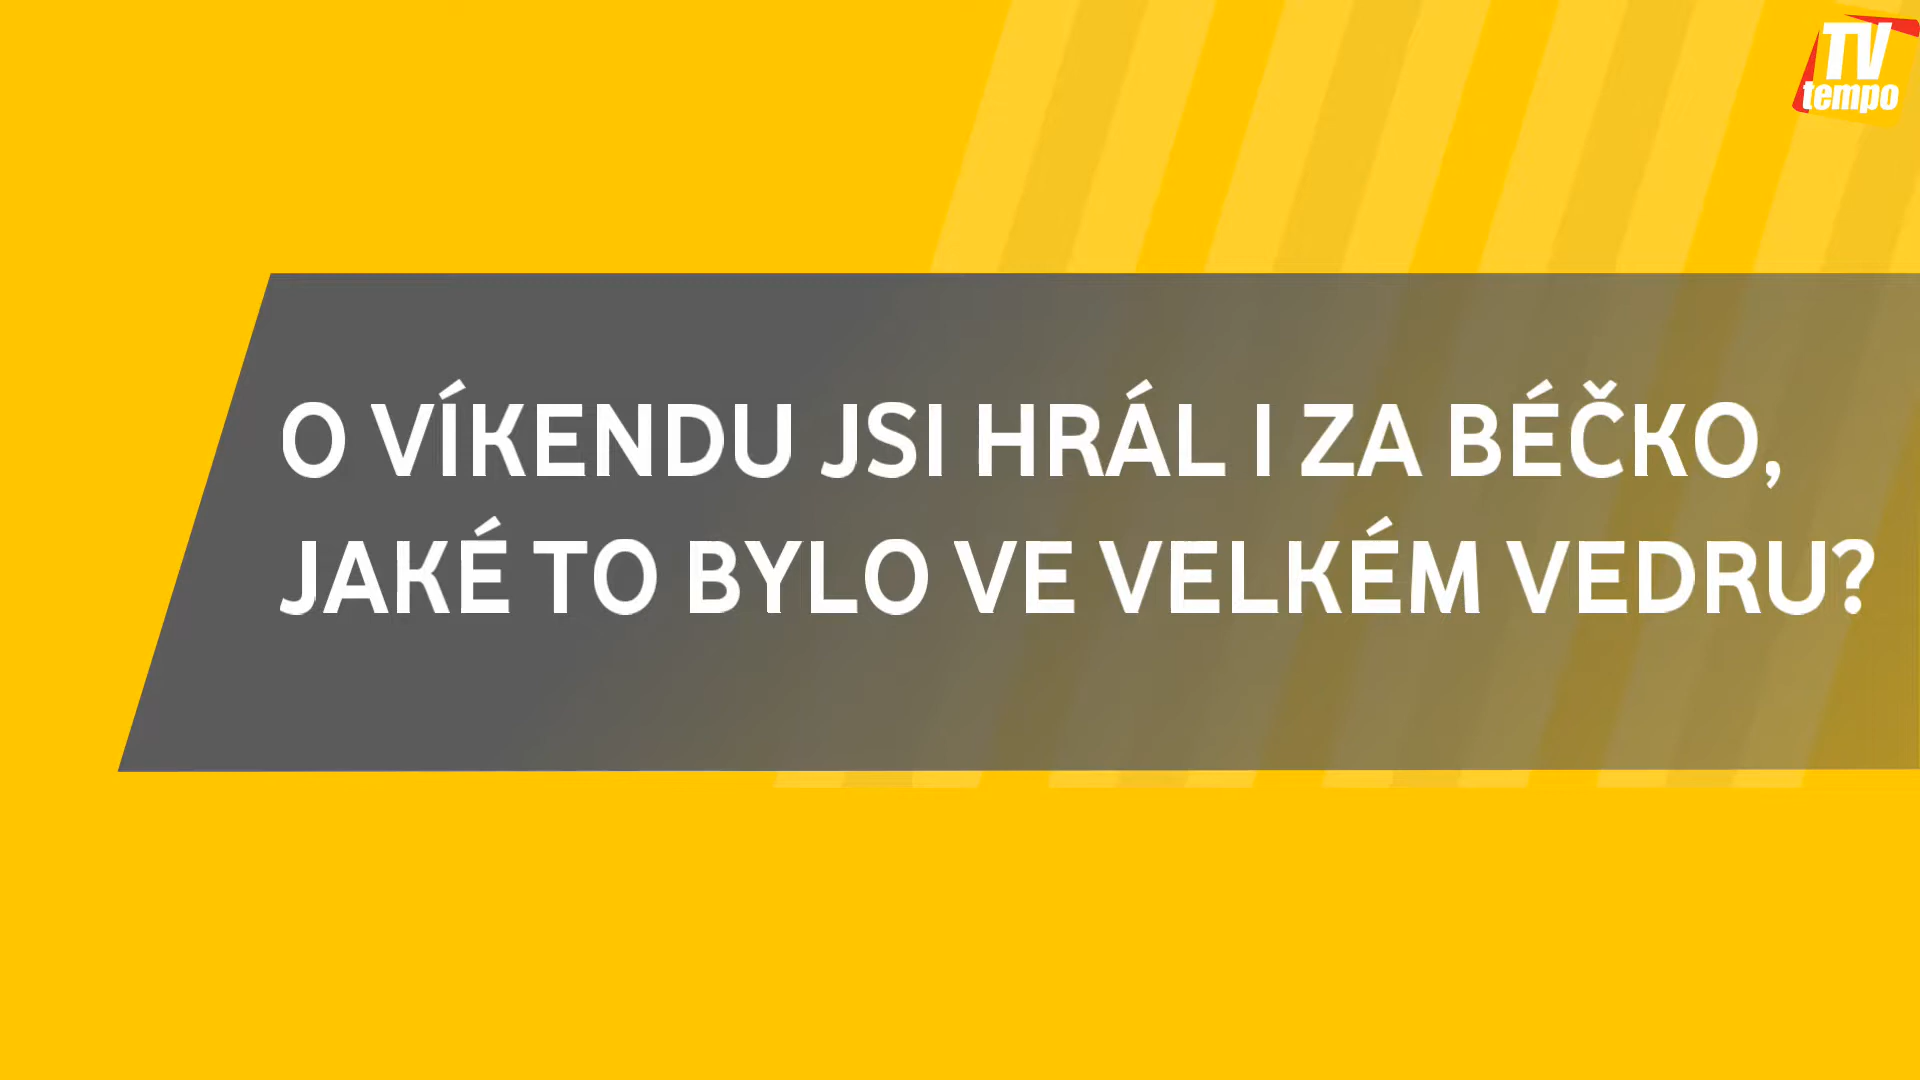 TV
tempo
O VÍKENDU JSI HRÁL I ZA BÉČKO,
JAKÉ TO BYLO VE VELKÉM VEDRU?